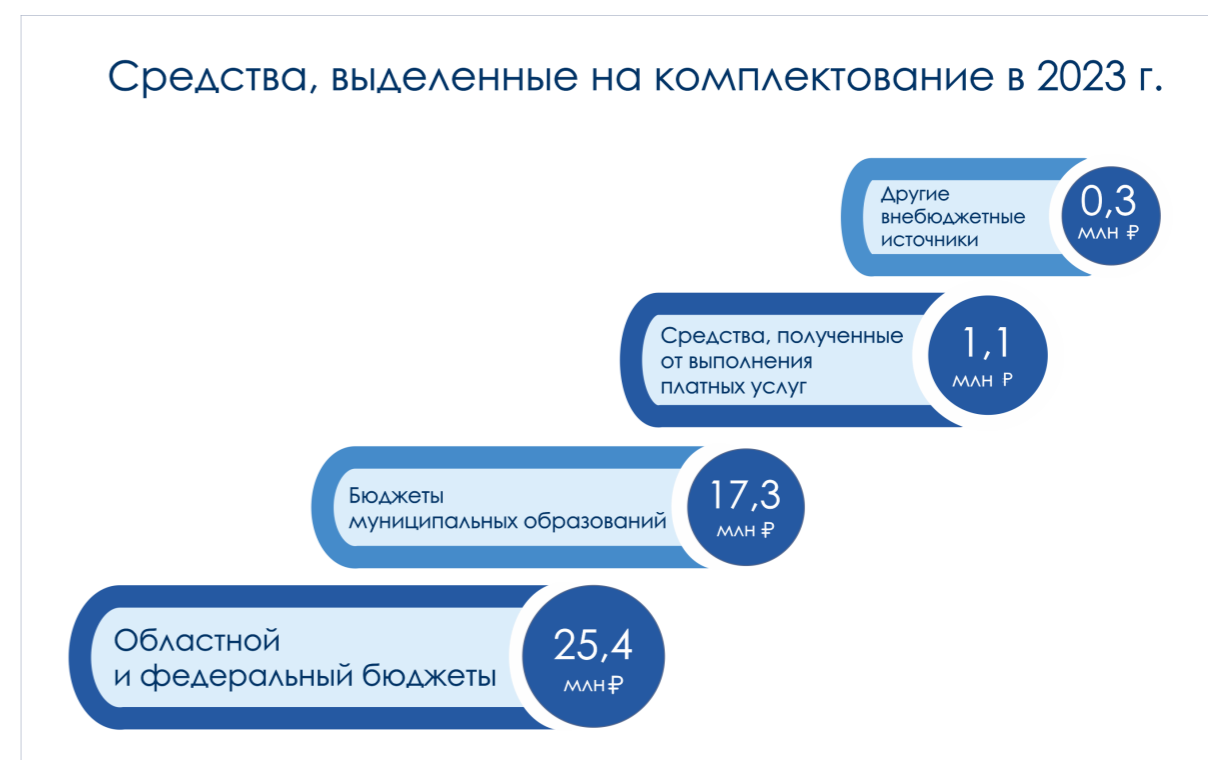 Средства, выделенные на комплектование в 2023 г.
Другие
внебюджетные
источники
0,3
млн ₽
Средства, полученные
от выполнения
платных услуг
1,1
млн Р
Бюджеты
муниципальных образований
17,3
млн ₽
Областной
и федеральный бюджеты
25,4
млн ₽